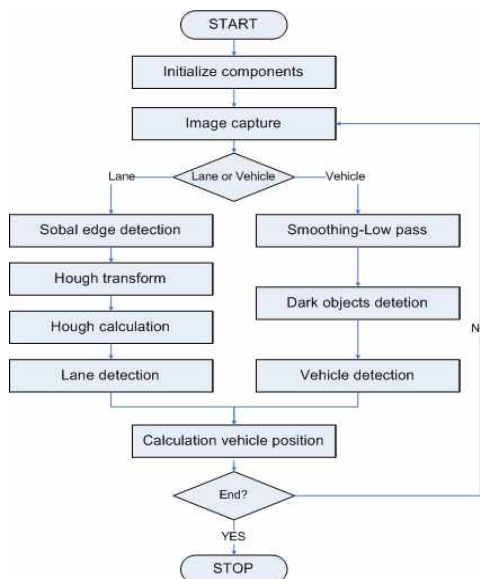 START
Initialize components
Image capture
Lane or Vehicle
Lane
Vehicle
Sobal edge detection
Smoothing-Low pass
Hough transform
Dark objects detetion
Hough calculation
N
Lane detection
Vehicle detection
Calculation vehicle position
End?
YES
STOP